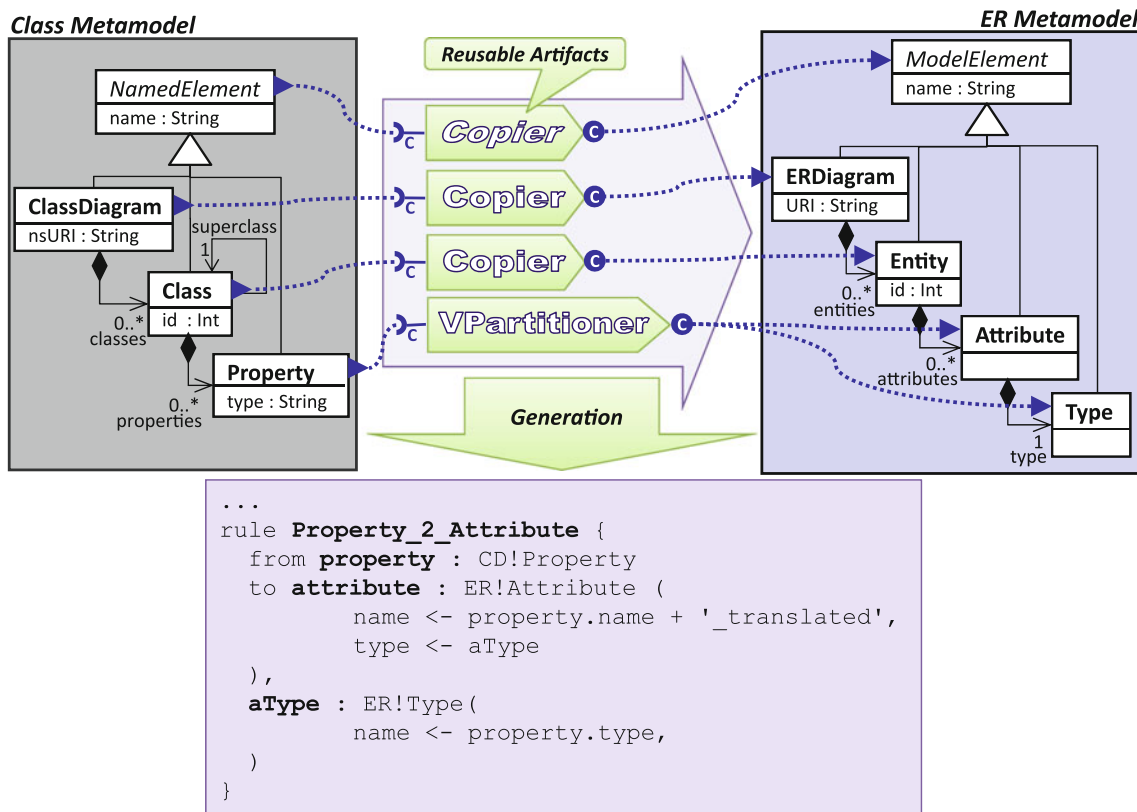 Class Metamodel
NamedElement
name : String
ClassDiagram
nsURI : String
superclass
1
Class
id : Int
0..*
classes
Property
type : String
0..*
properties
Reusable Artifacts
C
Copier
C
C
Copier
C
C
Copier
C
C
VPartitioner
C
Generation
ER Metamodel
ModelElement
name : String
ERDiagram
URI : String
Entity
id : Int
0..*
entities
Attribute
0..*
attributes
Type
1
type
...
rule Property_2_Attribute {
from property : CD!Property
to attribute : ER!Attribute (
name <- property.name + '_translated',
type <- aType
),
aType : ER!Type(
name <- property.type,
)
}